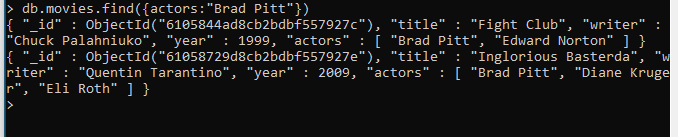 > db.movies.find({actors:"Brad Pitt"})
{ "_id" : ObjectId("6105844ad8cb2bdbf557927c"), "title" : "Fight Club", "writer" :
"Chuck Palahniuko", "year" : 1999, "actors" : [ "Brad Pitt", "Edward Norton" ] }
{ "_id" : ObjectId("61058729d8cb2bdbf557927e"), "title" : "Inglorious Basterda", "w
riter" : "Quentin Tarantino", "year" : 2009, "actors" : [ "Brad Pitt", "Diane Kruge
r", "Eli Roth" ] }
>